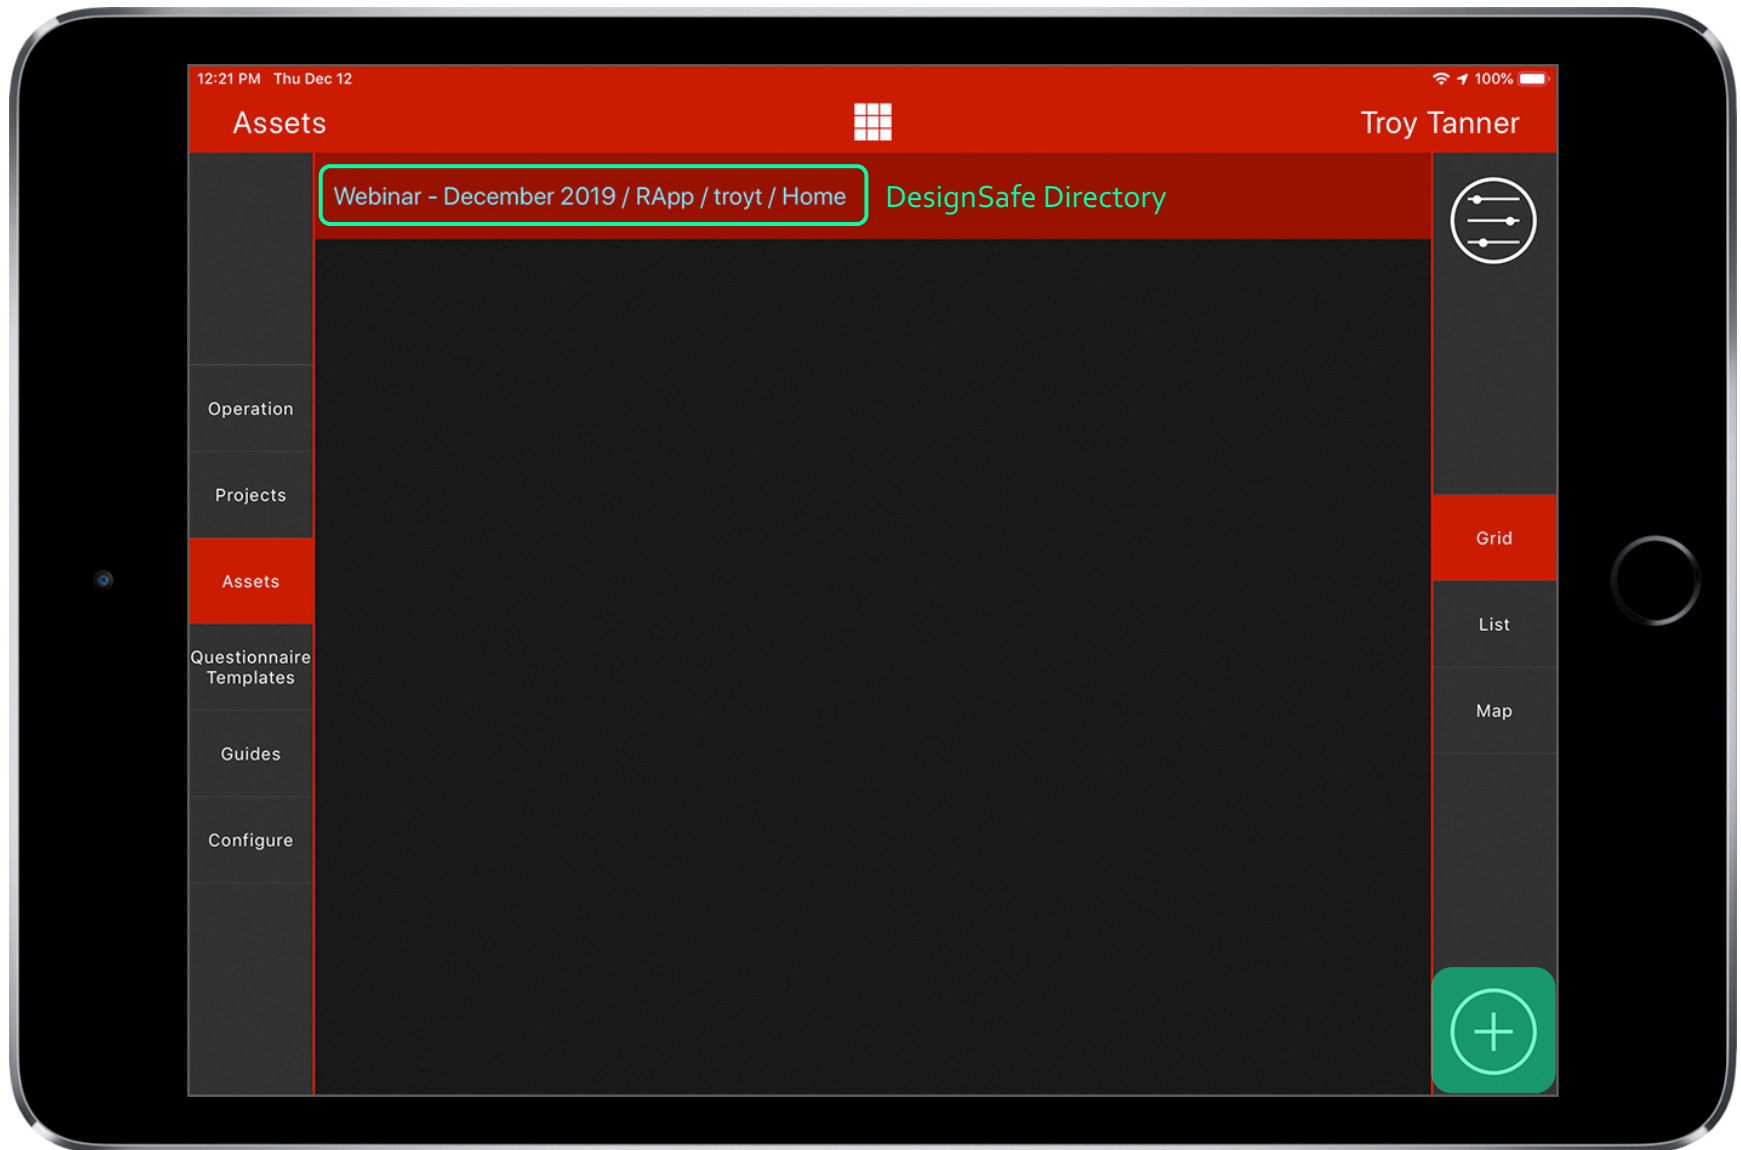 12:21 PM Thu Dec 12
100%
Assets
Troy Tanner
Webinar - December 2019 / RApp / troyt / Home
DesignSafe Directory
Operation
Projects
Assets
Questionnaire
Templates
Guides
Configure
Grid
List
Map